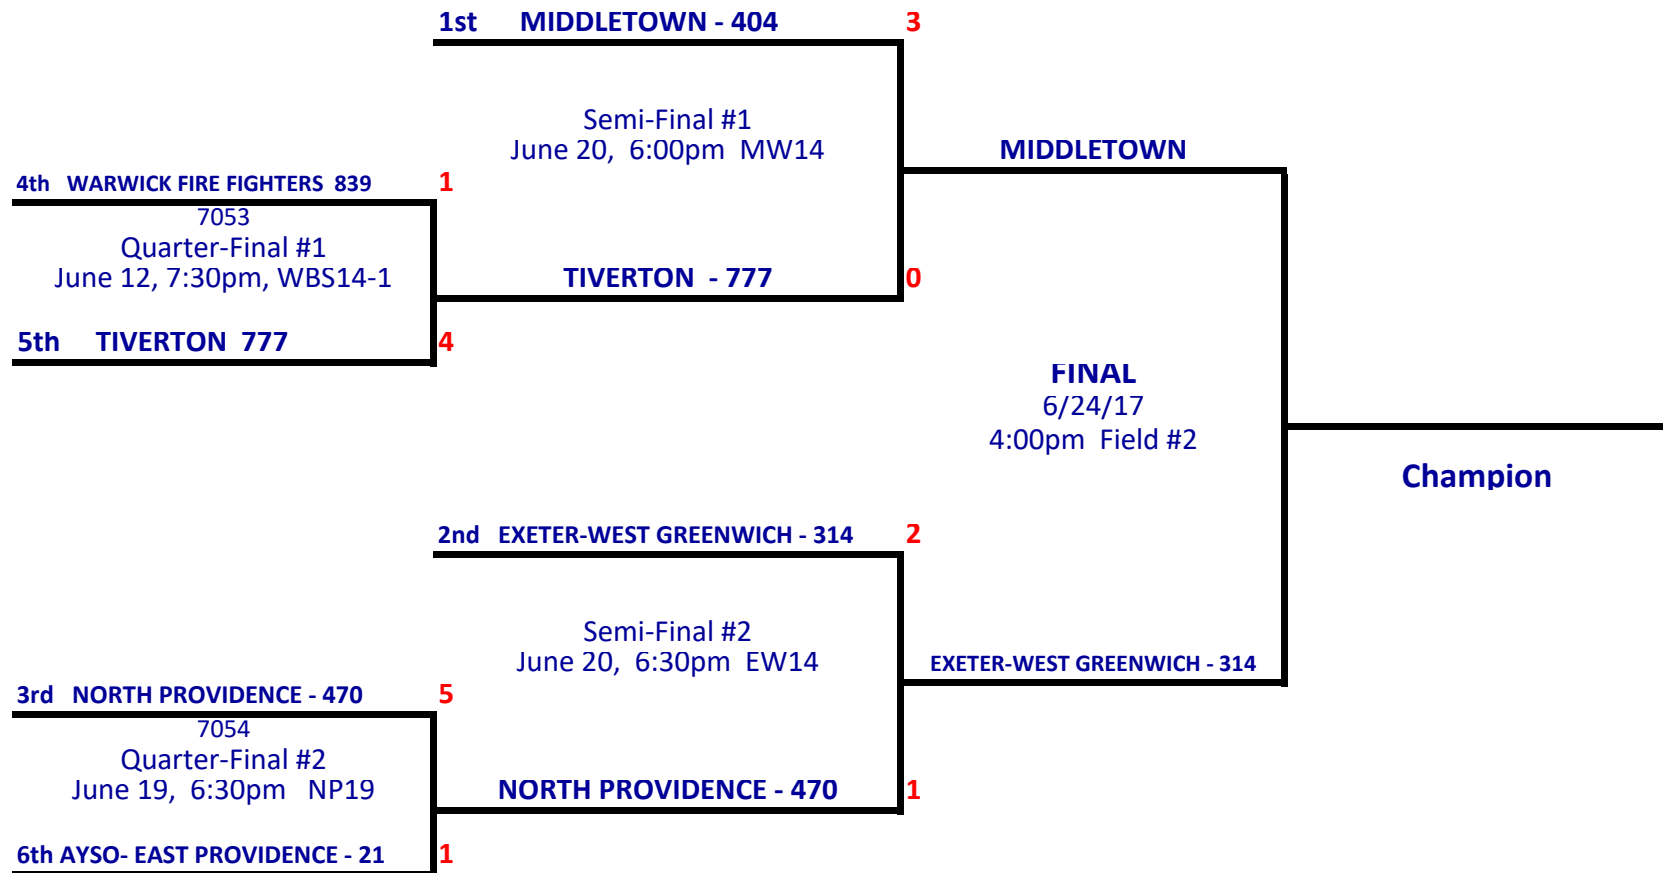 1st MIDDLETOWN - 404 3
Semi-Final #1
June 20, 6:00pm MW14
MIDDLETOWN
4th WARWICK FIRE FIGHTERS 839 1
7053
Quarter-Final #1
June 12, 7:30pm, WBS14-1
TIVERTON - 777 0
5th TIVERTON 777 4
FINAL
6/24/17
4:00pm Field #2
Champion
2nd EXETER-WEST GREENWICH - 314 2
Semi-Final #2
June 20, 6:30pm EW14
EXETER-WEST GREENWICH - 314
3rd NORTH PROVIDENCE - 470 5
7054
Quarter-Final #2
June 19, 6:30pm NP19
NORTH PROVIDENCE - 470 1
6th AYSO- EAST PROVIDENCE - 21 1